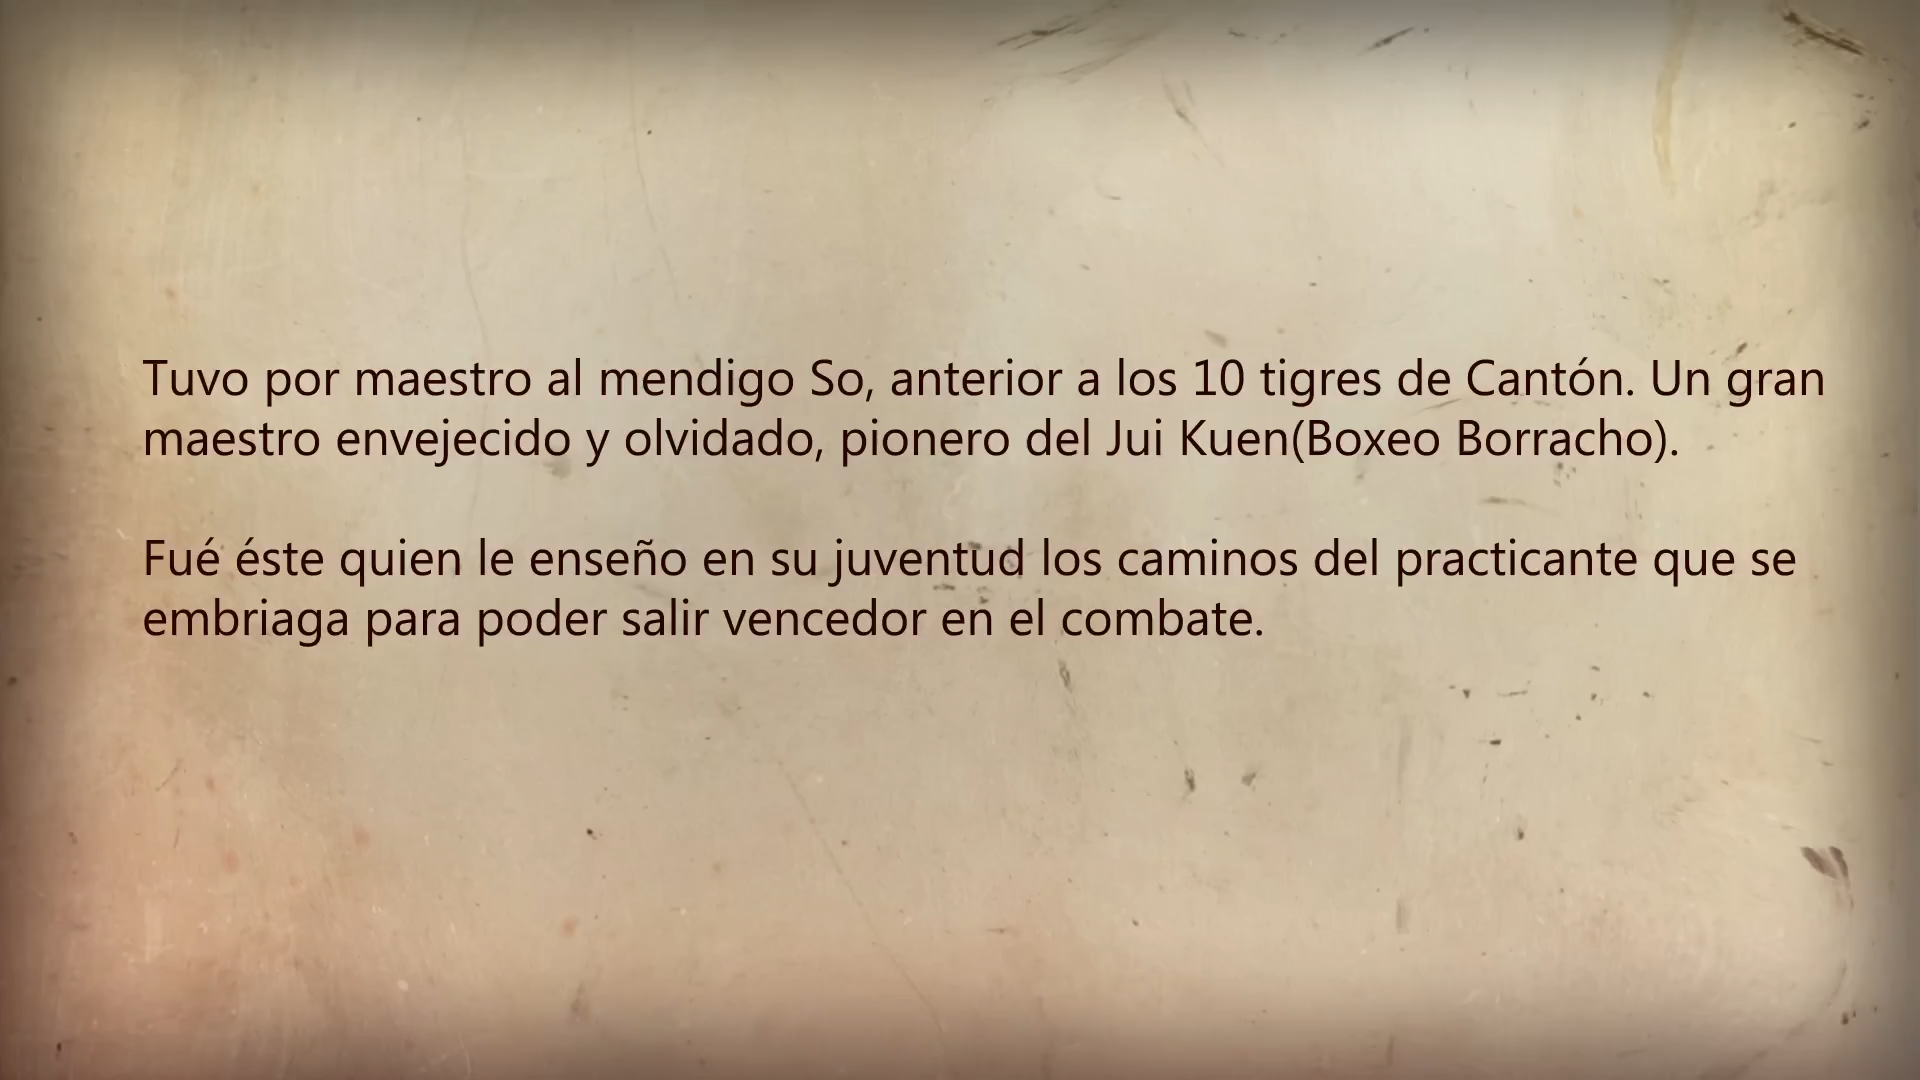 Tuvo por maestro al mendigo So, anterior a los 10 tigres de Cantón. Un gran
maestro envejecido y olvidado, pionero del Jui Kuen(Boxeo Borracho).
Fué éste quien le enseño en su juventud los caminos del practicante que se
embriaga para poder salir vencedor en el combate.